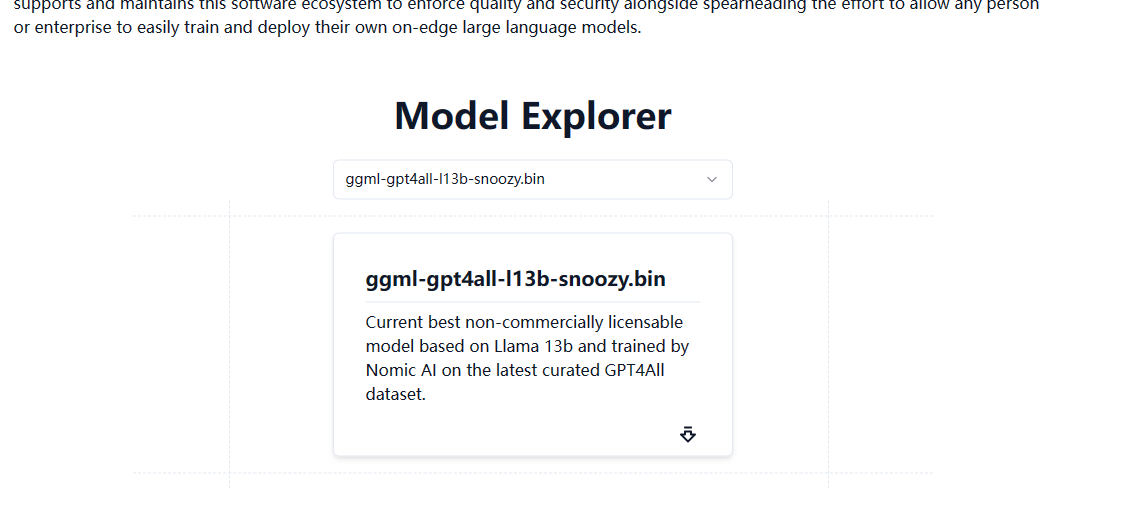 supports and maintains this software ecosystem to enforce quality and security alongside spearheading the effort to allow any person
or enterprise to easily train and deploy their own on-edge large language models.
Model Explorer
ggml-gpt4all-l13b-snoozy.bin
ggml-gpt4all-l13b-snoozy.bin
Current best non-commercially licensable
model based on Llama 13b and trained by
Nomic AI on the latest curated GPT4All
dataset.